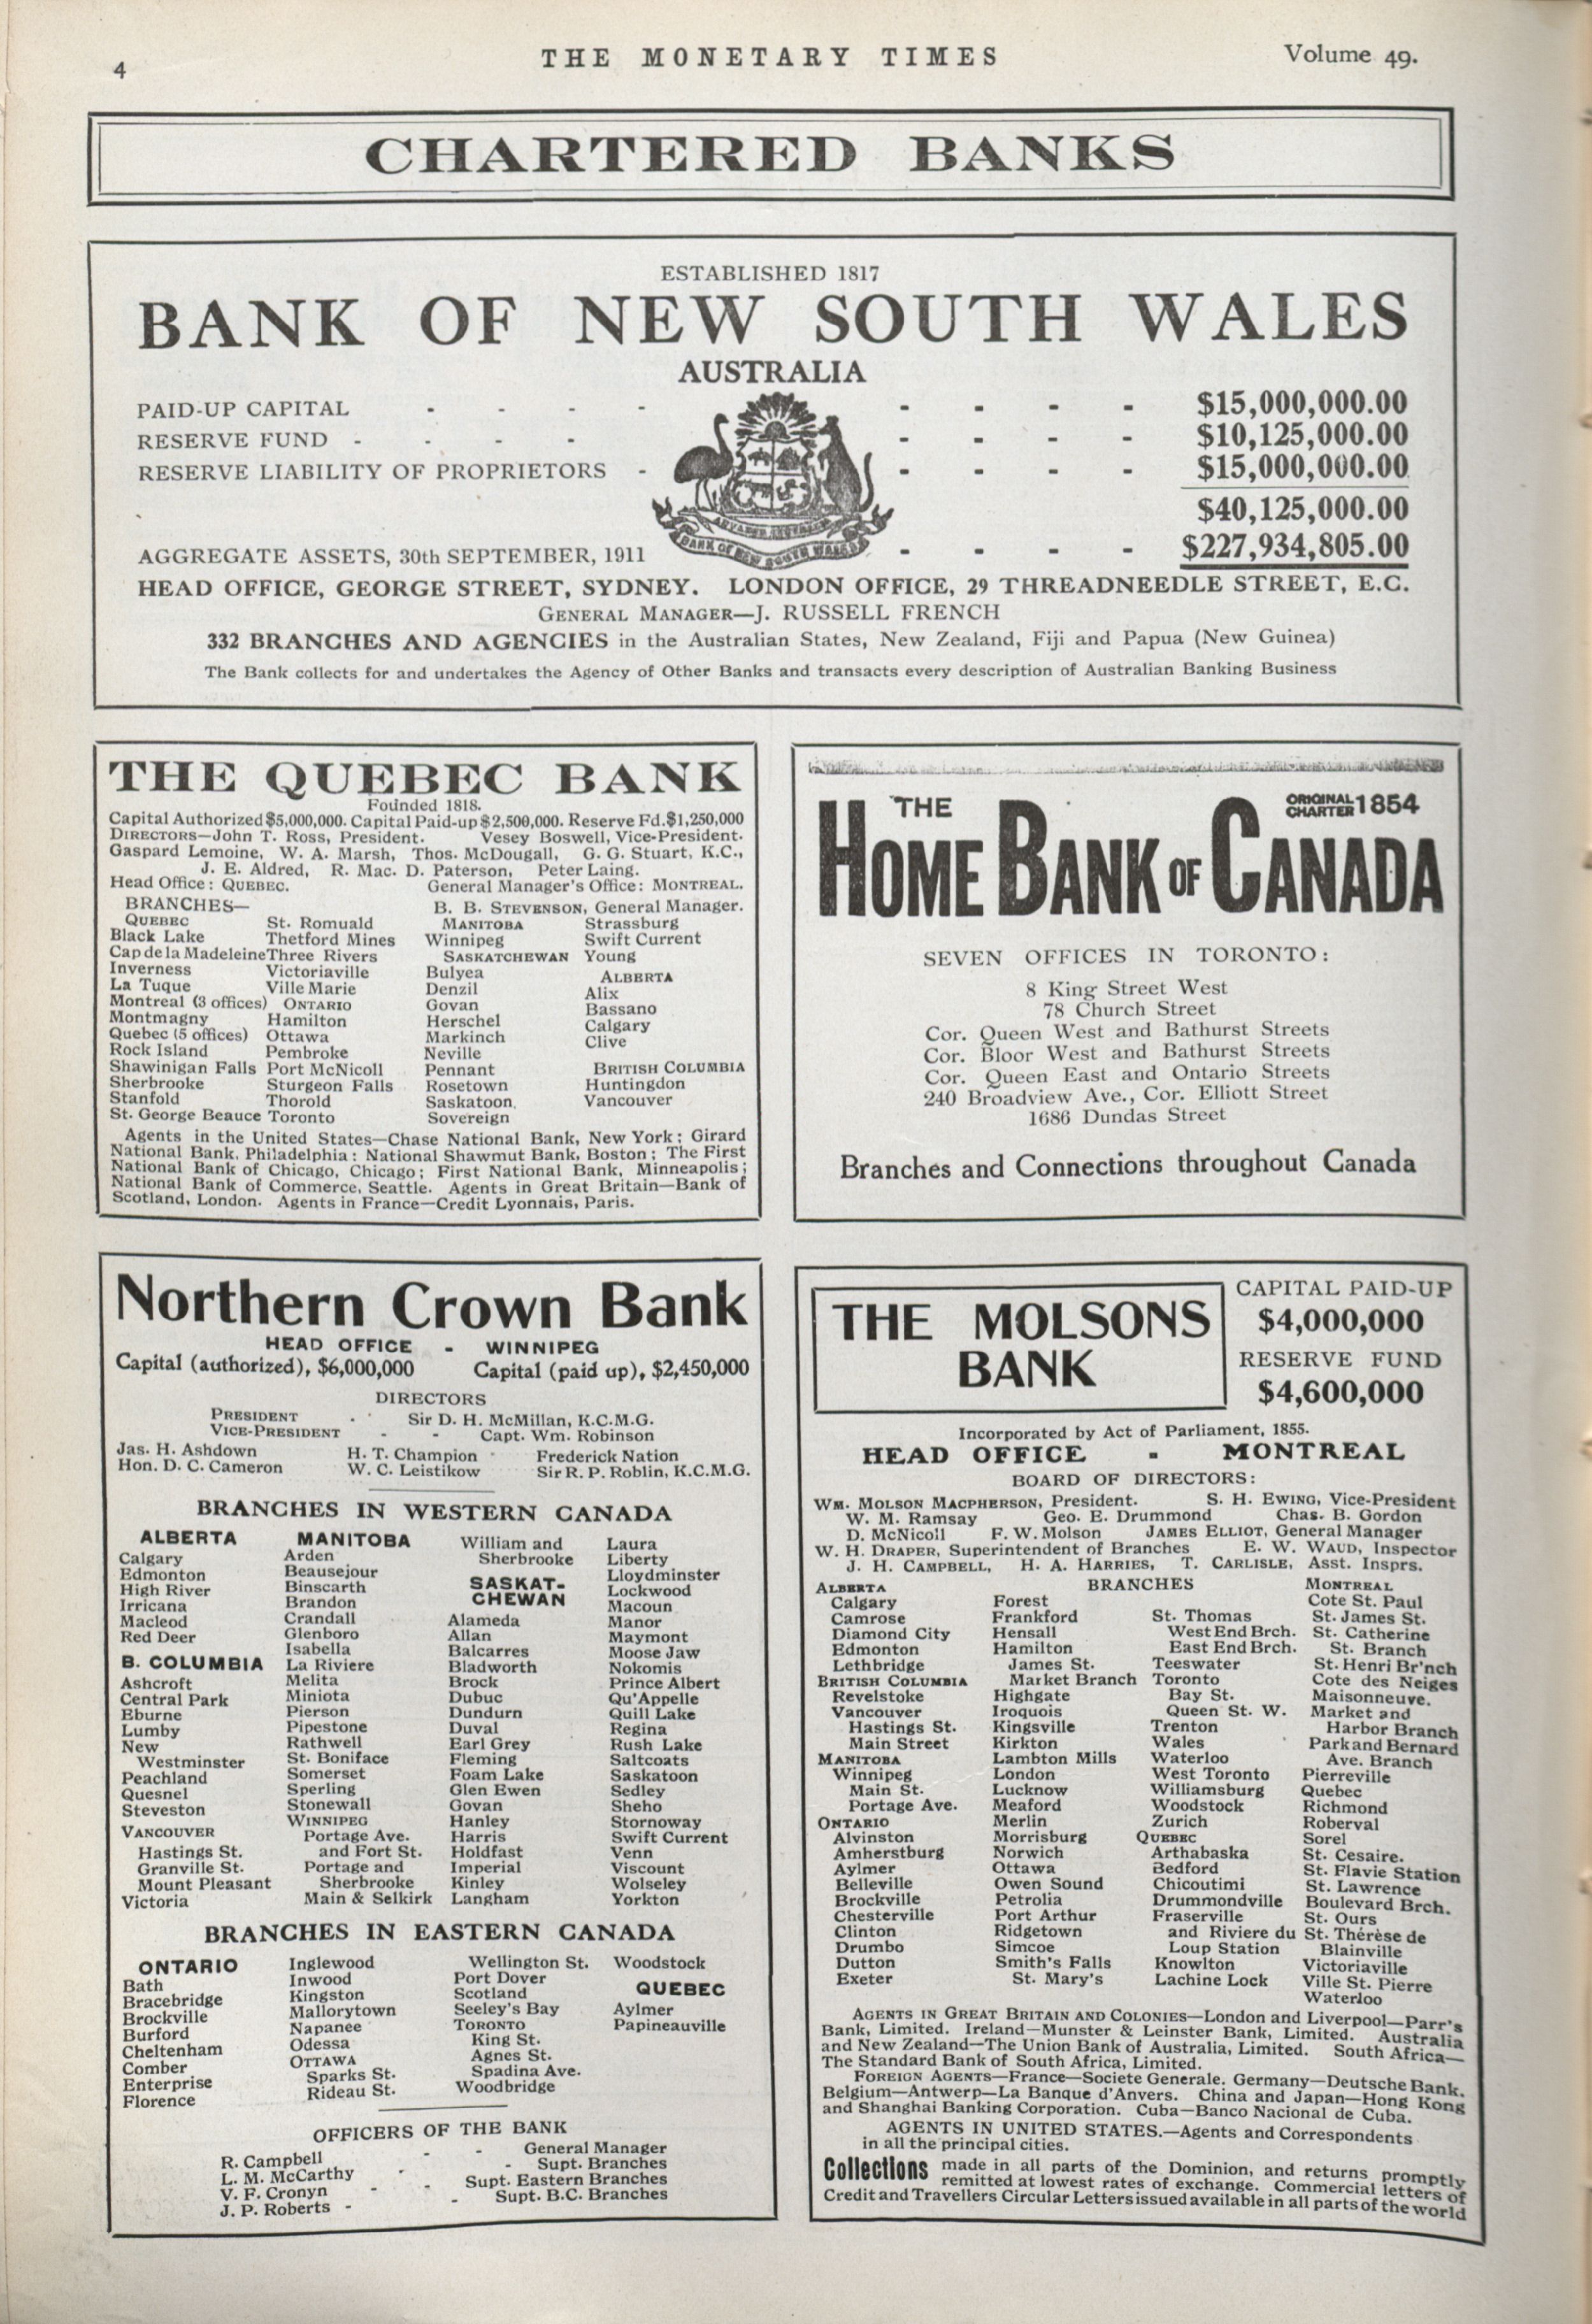 4
THE MONETARY TIMES
Volume 49.
CHARTERED BANKS
ESTABLISHED 1817
BANK OF NEW SOUTH WALES
AUSTRALIA
PAID-UP CAPITAL - - - - - - - - $15,000,000.00
RESERVE FUND - - - - - - - - $10,125,000.00
RESERVE LIABILITY OF PROPRIETORS - - - - - $15,000,000.00
$40,125,000.00
AGGREGATE ASSETS, 30th SEPTEMBER, 1911 - - - - $227,934,805.00
BANK OF NEW SOUTH WALES
HEAD OFFICE, GEORGE STREET, SYDNEY. LONDON OFFICE, 29 THREADNEEDLE STREET, E.C.
GENERAL MANAGER—J. RUSSELL FRENCH
332 BRANCHES AND AGENCIES in the Australian States, New Zealand, Fiji and Papua (New Guinea)
The Bank collects for and undertakes the Agency of Other Banks and transacts every description of Australian Banking Business
THE QUEBEC BANK
Founded 1818.
Capital Authorized $5,000,000. Capital Paid-up $2,500,000. Reserve Fd. $1,250,000
DIRECTORS—John T. Ross, President. Vesey Boswell, Vice-President.
Gaspard Lemoine, W. A. Marsh, Thos. McDougall, G. G. Stuart, K.C.,
J. E. Aldred, R. Mac. D. Paterson, Peter Laing.
Head Office: QUEBEC. General Manager's Office: MONTREAL.
BRANCHES— B. B. STEVENSON, General Manager.
QUEBEC
Black Lake
Cap de la Madeleine
Inverness
La Tuque
Montreal (3 offices)
Montmagny
Quebec (5 offices)
Rock Island
Shawinigan Falls
Sherbrooke
Stanfold
St. George Beauce
St. Romuald
Thetford Mines
Three Rivers
Victoriaville
Ville Marie
ONTARIO
Hamilton
Ottawa
Pembroke
Port McNicoll
Sturgeon Falls
Thorold
Toronto
MANITOBA
Winnipeg
SASKATCHEWAN
Bulyea
Denzil
Govan
Herschel
Markinch
Neville
Pennant
Rosetown
Saskatoon
Sovereign
Strassburg
Swift Current
Young
ALBERTA
Alix
Bassano
Calgary
Clive
BRITISH COLUMBIA
Huntingdon
Vancouver
Agents in the United States—Chase National Bank, New York; Girard
National Bank, Philadelphia; National Shawmut Bank, Boston; The First
National Bank of Chicago, Chicago; First National Bank, Minneapolis;
National Bank of Commerce, Seattle. Agents in Great Britain—Bank of
Scotland, London. Agents in France—Credit Lyonnais, Paris.
THE HOME BANK OF CANADA
ORIGINAL CHARTER 1854
SEVEN OFFICES IN TORONTO:
8 King Street West
78 Church Street
Cor. Queen West and Bathurst Streets
Cor. Bloor West and Bathurst Streets
Cor. Queen East and Ontario Streets
240 Broadview Ave., Cor. Elliott Street
1686 Dundas Street
Branches and Connections throughout Canada
Northern Crown Bank
HEAD OFFICE - WINNIPEG
Capital (authorized), $6,000,000 Capital (paid up), $2,450,000
DIRECTORS
PRESIDENT - - Sir D. H. McMillan, K.C.M.G.
VICE-PRESIDENT - - Capt. Wm. Robinson
Jas. H. Ashdown H. T. Champion Frederick Nation
Hon. D. C. Cameron W. C. Leistikow Sir R. P. Roblin, K.C.M.G.
BRANCHES IN WESTERN CANADA
ALBERTA
Calgary
Edmonton
High River
Irricana
Macleod
Red Deer
B. COLUMBIA
Ashcroft
Central Park
Eburne
Lumby
New
Westminster
Peachland
Quesnel
Steveston
VANCOUVER
Hastings St.
Granville St.
Mount Pleasant
Victoria
MANITOBA
Arden
Beausejour
Binscarth
Brandon
Crandall
Glenboro
Isabella
La Riviere
Melita
Miniota
Pierson
Pipestone
Rathwell
St. Boniface
Somerset
Sperling
Stonewall
WINNIPEG
Portage Ave.
and Fort St.
Portage and
Sherbrooke
Main & Selkirk
William and
Sherbrooke
SASKAT-
CHEWAN
Alameda
Allan
Balcarres
Bladworth
Brock
Dubuc
Dundurn
Duval
Earl Grey
Fleming
Foam Lake
Glen Ewen
Govan
Hanley
Harris
Holdfast
Imperial
Kinley
Langham
Laura
Liberty
Lloydminster
Lockwood
Macoun
Manor
Maymont
Moose Jaw
Nokomis
Prince Albert
Qu'Appelle
Quill Lake
Regina
Rush Lake
Saltcoats
Saskatoon
Sedley
Sheho
Stornoway
Swift Current
Venn
Viscount
Wolseley
Yorkton
BRANCHES IN EASTERN CANADA
ONTARIO
Bath
Bracebridge
Brockville
Burford
Cheltenham
Comber
Enterprise
Florence
Inglewood
Inwood
Kingston
Mallorytown
Napanee
Odessa
OTTAWA
Sparks St.
Rideau St.
Wellington St.
Port Dover
Scotland
Seeley's Bay
TORONTO
King St.
Agnes St.
Spadina Ave.
Woodbridge
Woodstock
QUEBEC
Aylmer
Papineauville
OFFICERS OF THE BANK
R. Campbell - - General Manager
L. M. McCarthy - - Supt. Branches
V. F. Cronyn - - Supt. Eastern Branches
J. P. Roberts - - Supt. B.C. Branches
THE MOLSONS
BANK
CAPITAL PAID-UP
$4,000,000
RESERVE FUND
$4,600,000
Incorporated by Act of Parliament, 1855.
HEAD OFFICE - MONTREAL
BOARD OF DIRECTORS:
WM. MOLSON MACPHERSON, President. S. H. EWING, Vice-President
W. M. Ramsay Geo. E. Drummond Chas. B. Gordon
D. McNicoll F. W. Molson JAMES ELLIOT, General Manager
W. H. DRAPER, Superintendent of Branches E. W. WAUD, Inspector
J. H. CAMPBELL, H. A. HARRIES, T. CARLISLE, Asst. Insprs.
BRANCHES
ALBERTA
Calgary
Camrose
Diamond City
Edmonton
Lethbridge
BRITISH COLUMBIA
Revelstoke
Vancouver
Hastings St.
Main Street
MANITOBA
Winnipeg
Main St.
Portage Ave.
ONTARIO
Alvinston
Amherstburg
Aylmer
Belleville
Brockville
Chesterville
Clinton
Drumbo
Dutton
Exeter
Forest
Frankford
Hensall
Hamilton
James St.
Market Branch
Highgate
Iroquois
Kingsville
Kirkton
Lambton Mills
London
Lucknow
Meaford
Merlin
Morrisburg
Norwich
Ottawa
Owen Sound
Petrolia
Port Arthur
Ridgetown
Simcoe
Smith's Falls
St. Mary's
St. Thomas
West End Brch.
East End Brch.
Teeswater
Toronto
Bay St.
Queen St. W.
Trenton
Wales
Waterloo
West Toronto
Williamsburg
Woodstock
Zurich
QUEBEC
Arthabaska
Bedford
Chicoutimi
Drummondville
Fraserville
and Riviere du
Loup Station
Knowlton
Lachine Lock
MONTREAL
Cote St. Paul
St. James St.
St. Catherine
St. Branch
St. Henri Br'nch
Cote des Neiges
Maisonneuve.
Market and
Harbor Branch
Park and Bernard
Ave. Branch
Pierreville
Quebec
Richmond
Roberval
Sorel
St. Cesaire.
St. Flavie Station
St. Lawrence
Boulevard Brch.
St. Ours
St. Thérèse de
Blainville
Victoriaville
Ville St. Pierre
Waterloo
AGENTS IN GREAT BRITAIN AND COLONIES—London and Liverpool—Parr's
Bank, Limited. Ireland—Munster & Leinster Bank, Limited. Australia
and New Zealand—The Union Bank of Australia, Limited. South Africa—
The Standard Bank of South Africa, Limited.
FOREIGN AGENTS—France—Societe Generale. Germany—Deutsche Bank.
Belgium—Antwerp—La Banque d'Anvers. China and Japan—Hong Kong
and Shanghai Banking Corporation. Cuba—Banco Nacional de Cuba.
AGENTS IN UNITED STATES.—Agents and Correspondents
in all the principal cities.
Collections made in all parts of the Dominion, and returns promptly
remitted at lowest rates of exchange. Commercial letters of
Credit and Travellers Circular Letters issued available in all parts of the world